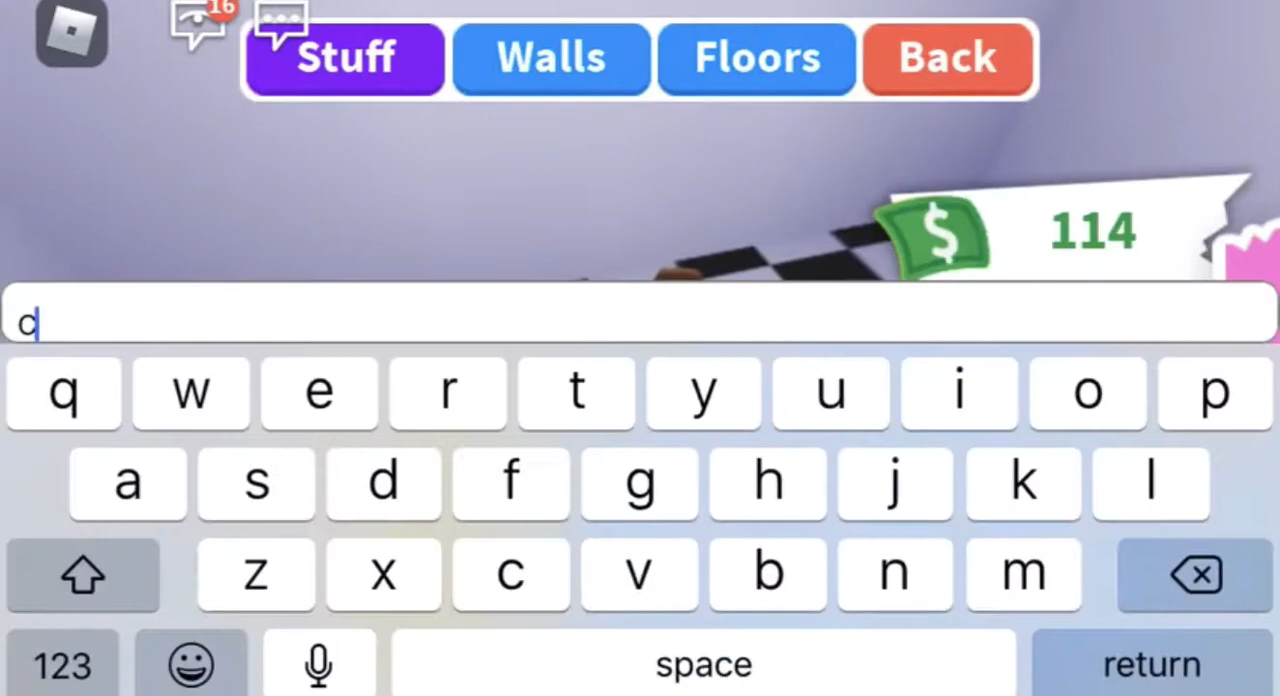 16
Stuff Walls Floors Back
$ 114
c
q w e r t y u i o p
a s d f g h j k l
z x c v b n m
123 space return